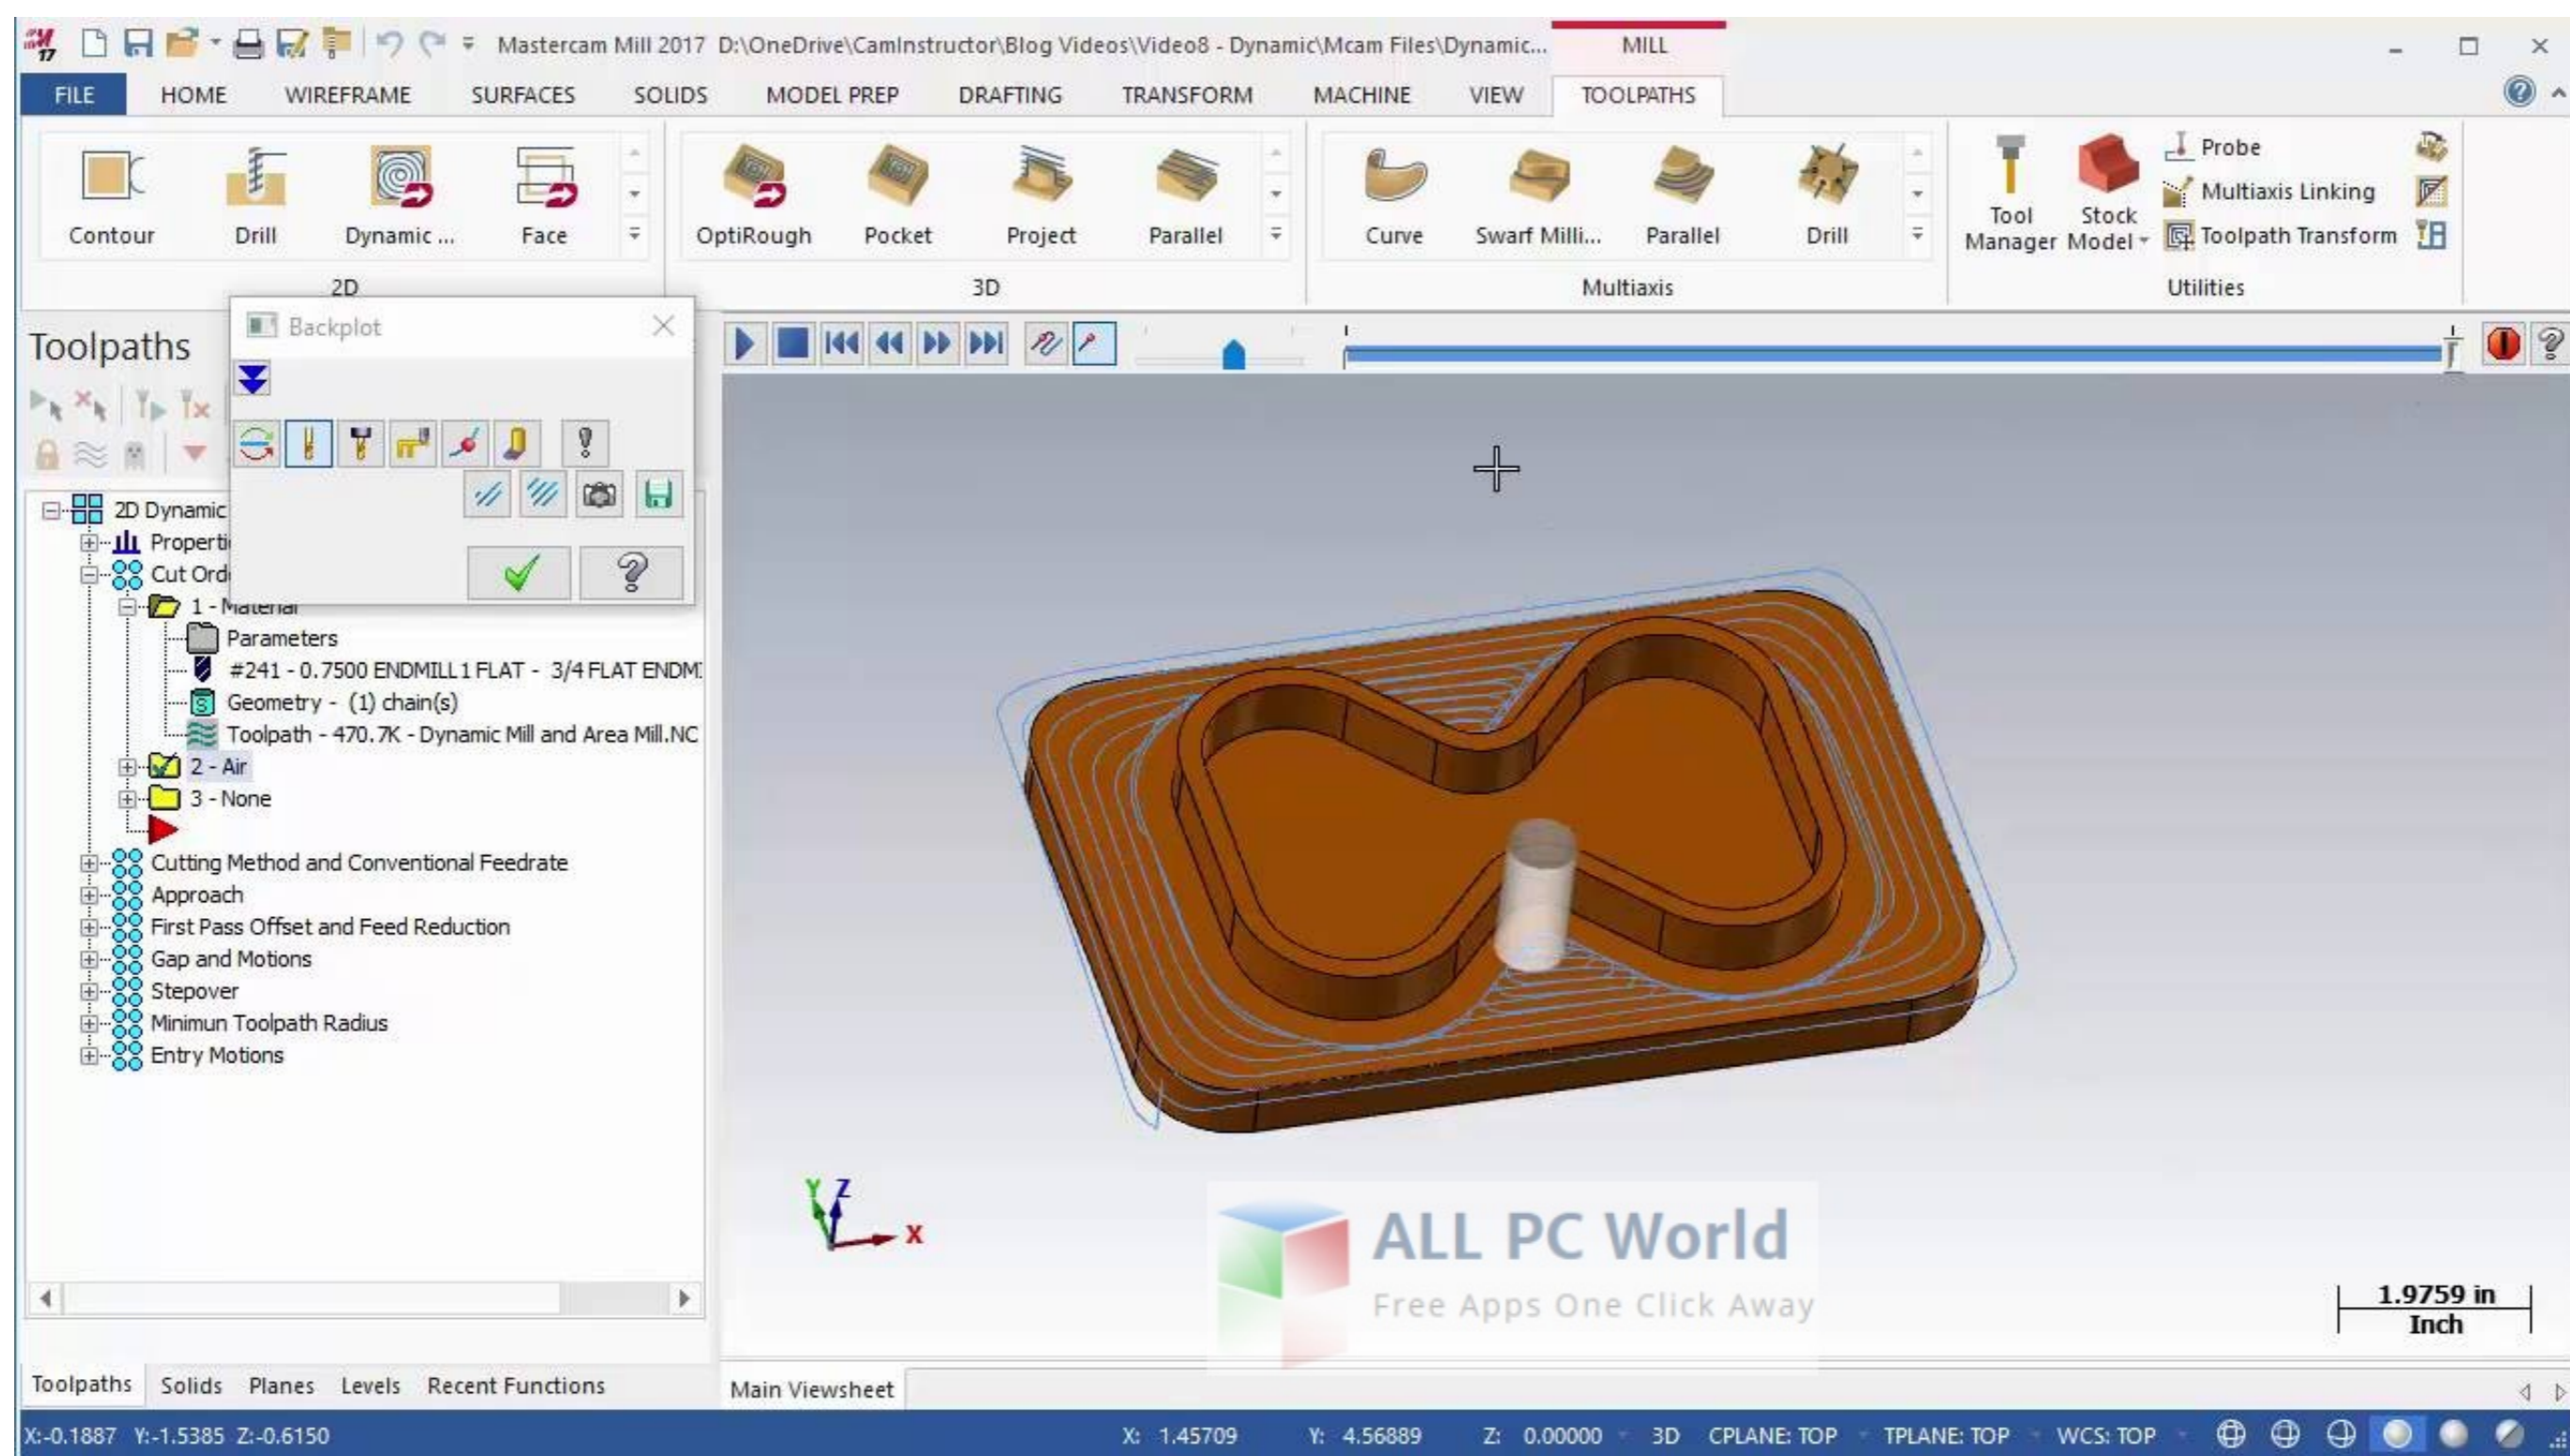 17 Mastercam Mill 2017 D:\OneDrive\CamInstructor\Blog Videos\Video8 - Dynamic\Mcam Files\Dynamic... MILL
FILE HOME WIREFRAME SURFACES SOLIDS MODEL PREP DRAFTING TRANSFORM MACHINE VIEW TOOLPATHS
Contour Drill Dynamic ... Face OptiRough Pocket Project Parallel Curve Swarf Milli... Parallel Drill
Tool Manager
Stock Model
Probe
Multiaxis Linking
Toolpath Transform
2D 3D Multiaxis Utilities
Backplot
Toolpaths
2D Dynamic
Properti
Cut Ord
1 - Material
Parameters
#241 - 0.7500 ENDMILL1 FLAT - 3/4 FLAT ENDM
Geometry - (1) chain(s)
Toolpath - 470.7K - Dynamic Mill and Area Mill.NC
2 - Air
3 - None
Cutting Method and Conventional Feedrate
Approach
First Pass Offset and Feed Reduction
Gap and Motions
Stepover
Minimun Toolpath Radius
Entry Motions
Y Z
X
ALL PC World
Free Apps One Click Away
1.9759 in
Inch
Toolpaths Solids Planes Levels Recent Functions
Main Viewsheet
X:-0.1887 Y:-1.5385 Z:-0.6150 X: 1.45709 Y: 4.56889 Z: 0.00000 3D CPLANE: TOP TPLANE: TOP WCS: TOP